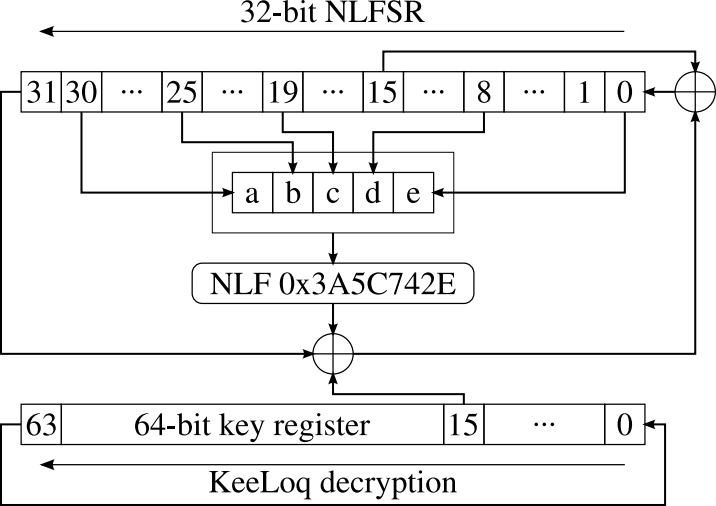 32-bit NLFSR
31 30 ... 25 ... 19 ... 15 ... 8 ... 1 0
a b c d e
NLF 0x3A5C742E
63 64-bit key register 15 ... 0
KeeLoq decryption